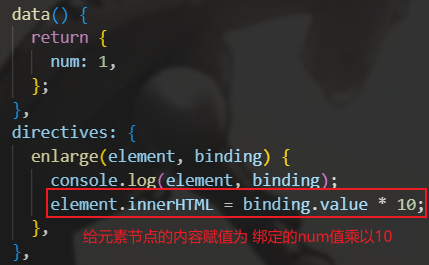 data() {
return {
num: 1,
};
},
directives: {
enlarge(element, binding) {
console.log(element, binding);
element.innerHTML = binding.value * 10;
},
给元素节点的内容赋值为 绑定的num值乘以10
},